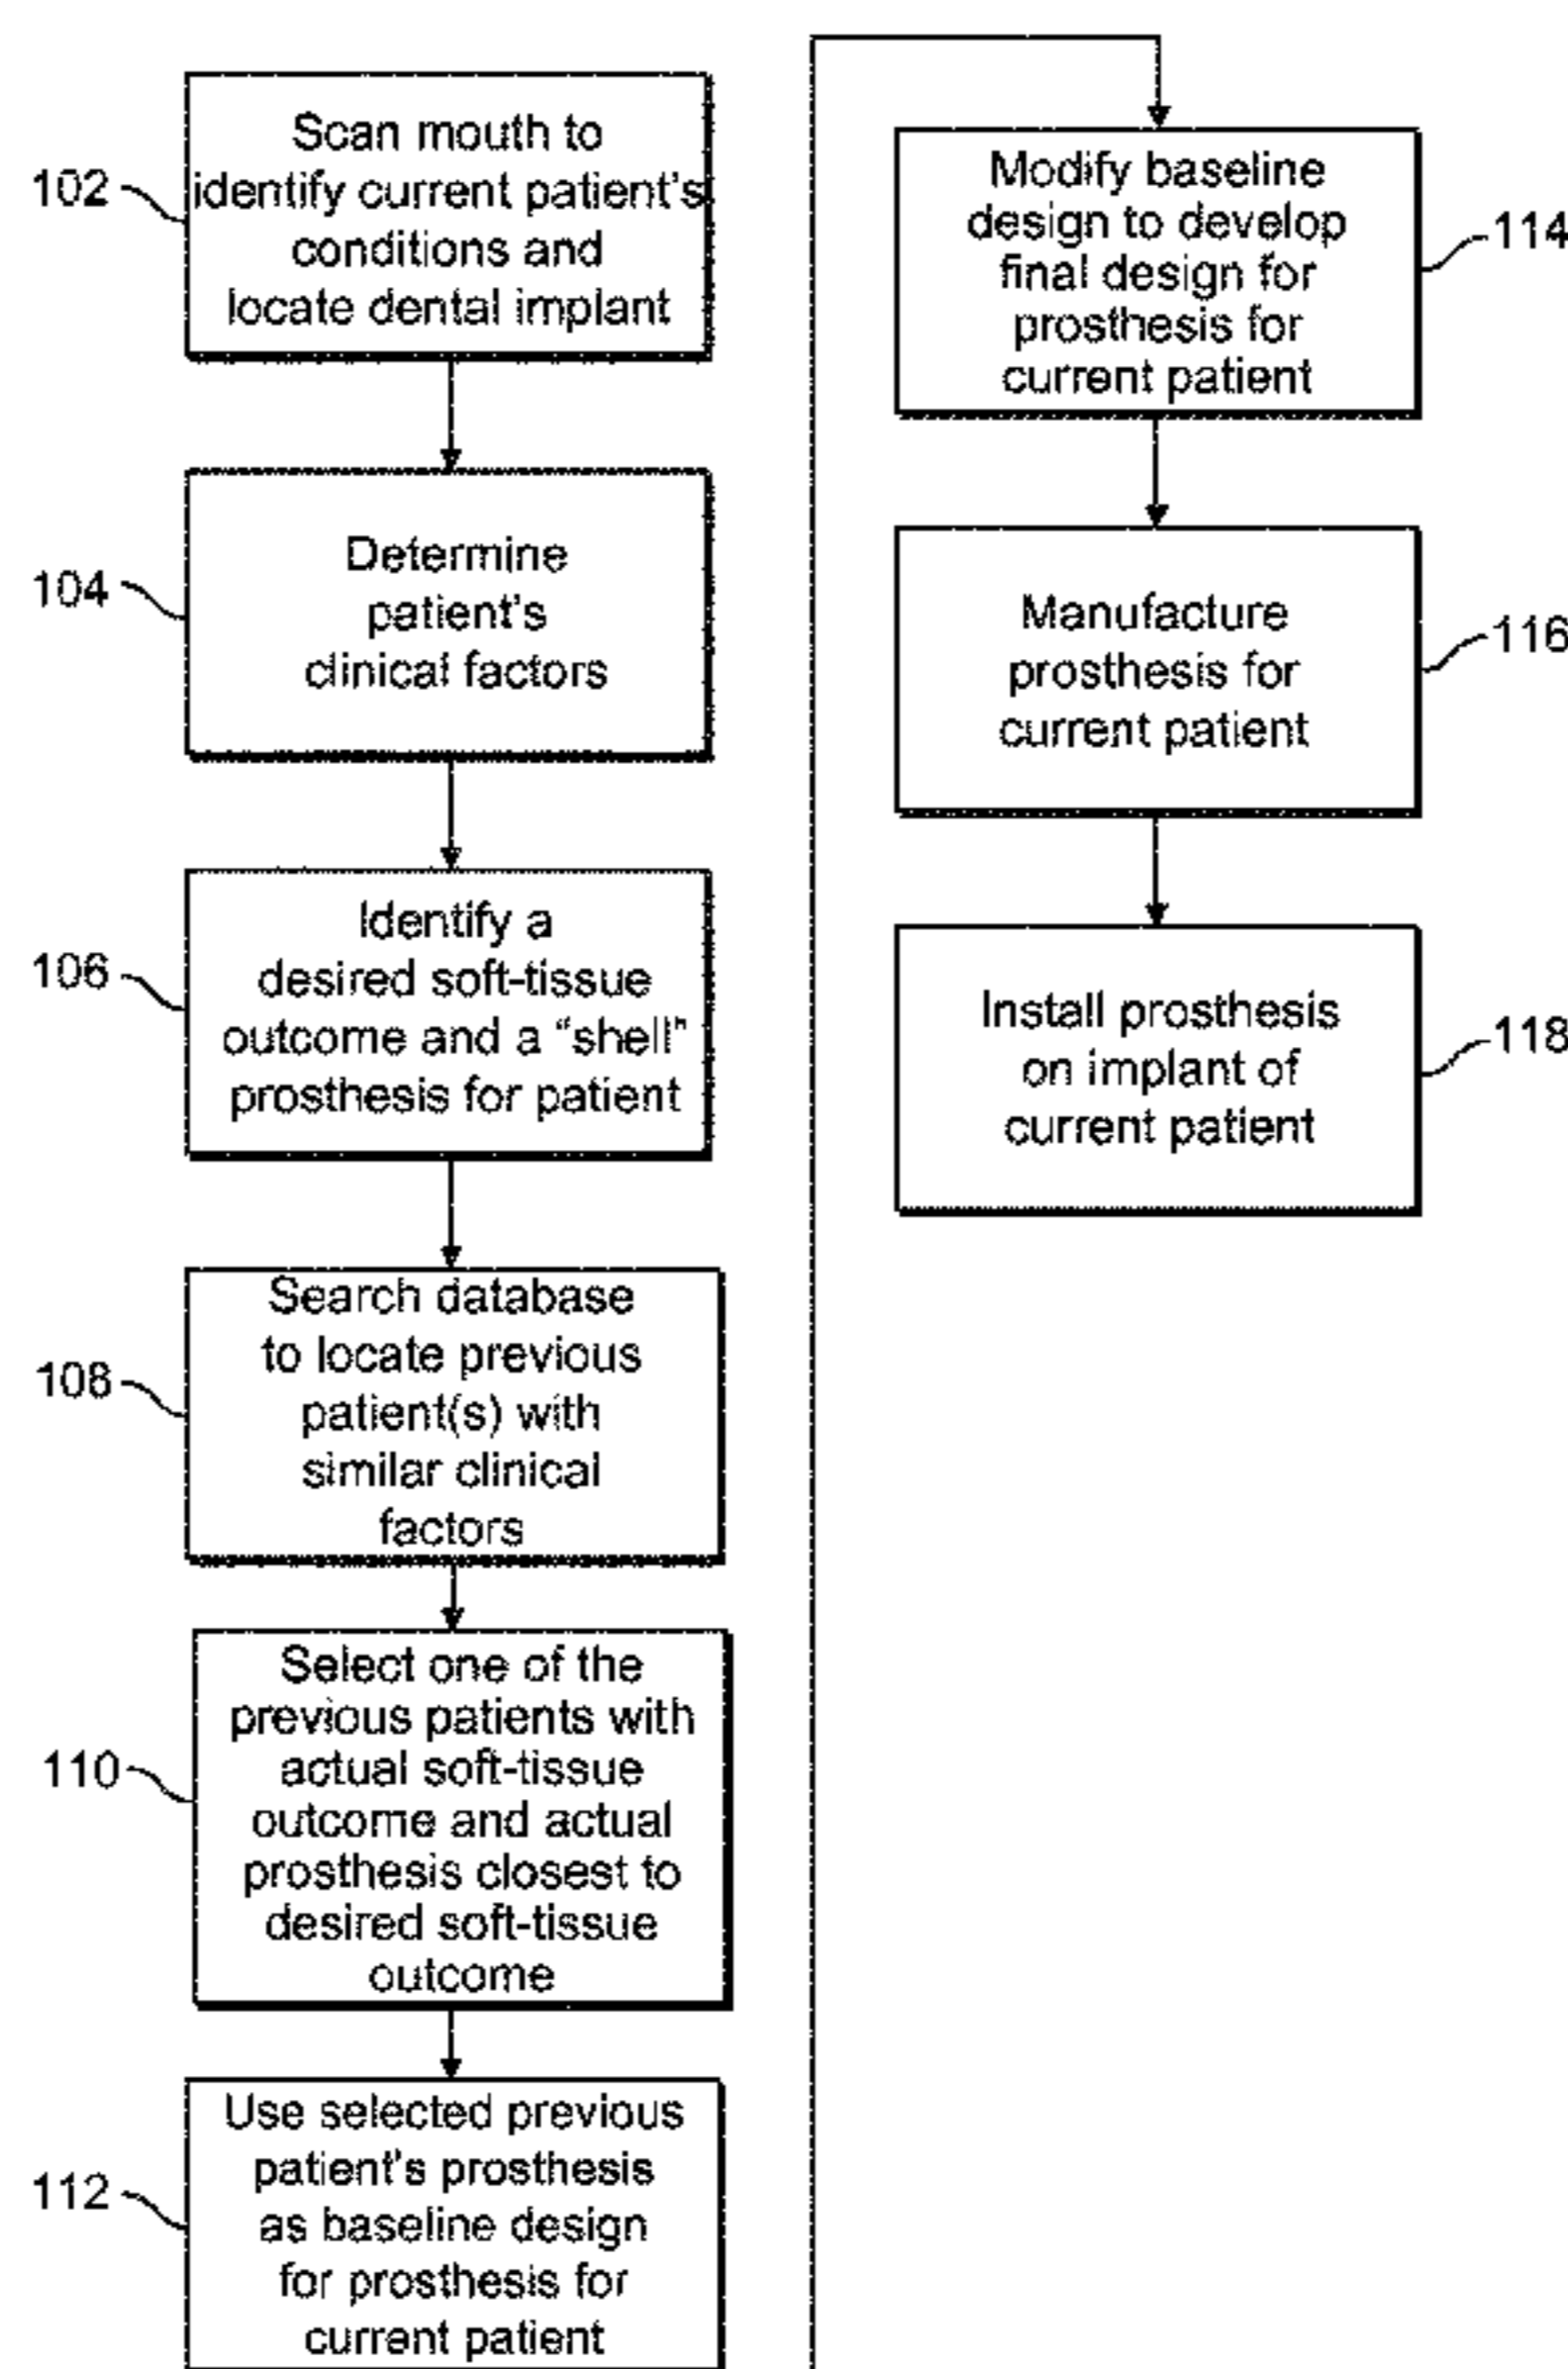 102
Scan mouth to
identify current patient's
conditions and
locate dental implant
104
Determine
patient's
clinical factors
106
Identify a
desired soft-tissue
outcome and a "shell"
prosthesis for patient
108
Search database
to locate previous
patient(s) with
similar clinical
factors
110
Select one of the
previous patients with
actual soft-tissue
outcome and actual
prosthesis closest to
desired soft-tissue
outcome
112
Use selected previous
patient's prosthesis
as baseline design
for prosthesis for
current patient
Modify baseline
design to develop
final design for
prosthesis for
current patient
114
Manufacture
prosthesis for
current patient
116
Install prosthesis
on implant of
current patient
118